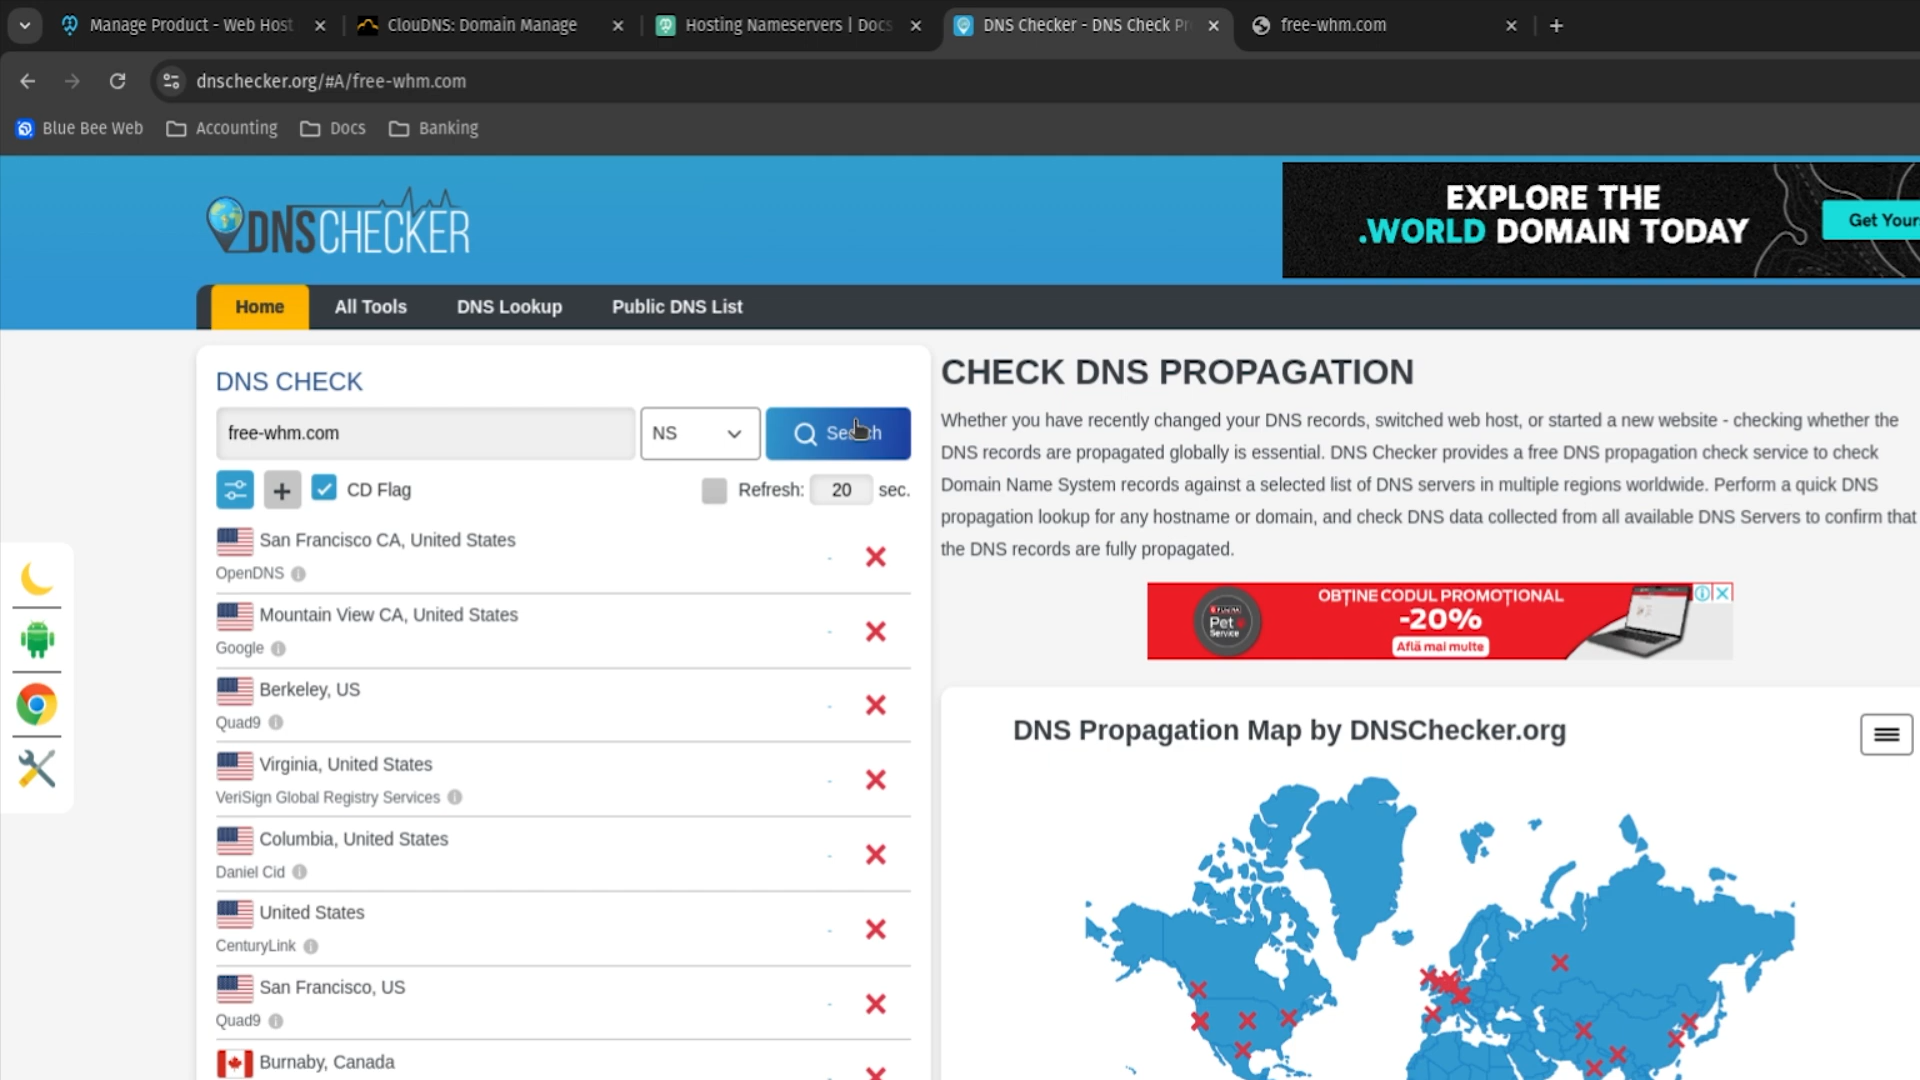 Manage Product - Web Host
ClouDNS: Domain Manage
Hosting Nameservers | Docs
DNS Checker - DNS Check Pr
free-whm.com
dnschecker.org/#A/free-whm.com
Blue Bee Web
Accounting
Docs
Banking
DNSCHECKER
EXPLORE THE
.WORLD DOMAIN TODAY
Get Your
Home
All Tools
DNS Lookup
Public DNS List
DNS CHECK
free-whm.com
NS
Search
CD Flag
Refresh: 20 sec.
San Francisco CA, United States
OpenDNS
Mountain View CA, United States
Google
Berkeley, US
Quad9
Virginia, United States
VeriSign Global Registry Services
Columbia, United States
Daniel Cid
United States
CenturyLink
San Francisco, US
Quad9
Burnaby, Canada
CHECK DNS PROPAGATION
Whether you have recently changed your DNS records, switched web host, or started a new website - checking whether the
DNS records are propagated globally is essential. DNS Checker provides a free DNS propagation check service to check
Domain Name System records against a selected list of DNS servers in multiple regions worldwide. Perform a quick DNS
propagation lookup for any hostname or domain, and check DNS data collected from all available DNS Servers to confirm that
the DNS records are fully propagated.
Pet
Service
OBȚINE CODUL PROMOȚIONAL
-20%
Află mai multe
DNS Propagation Map by DNSChecker.org